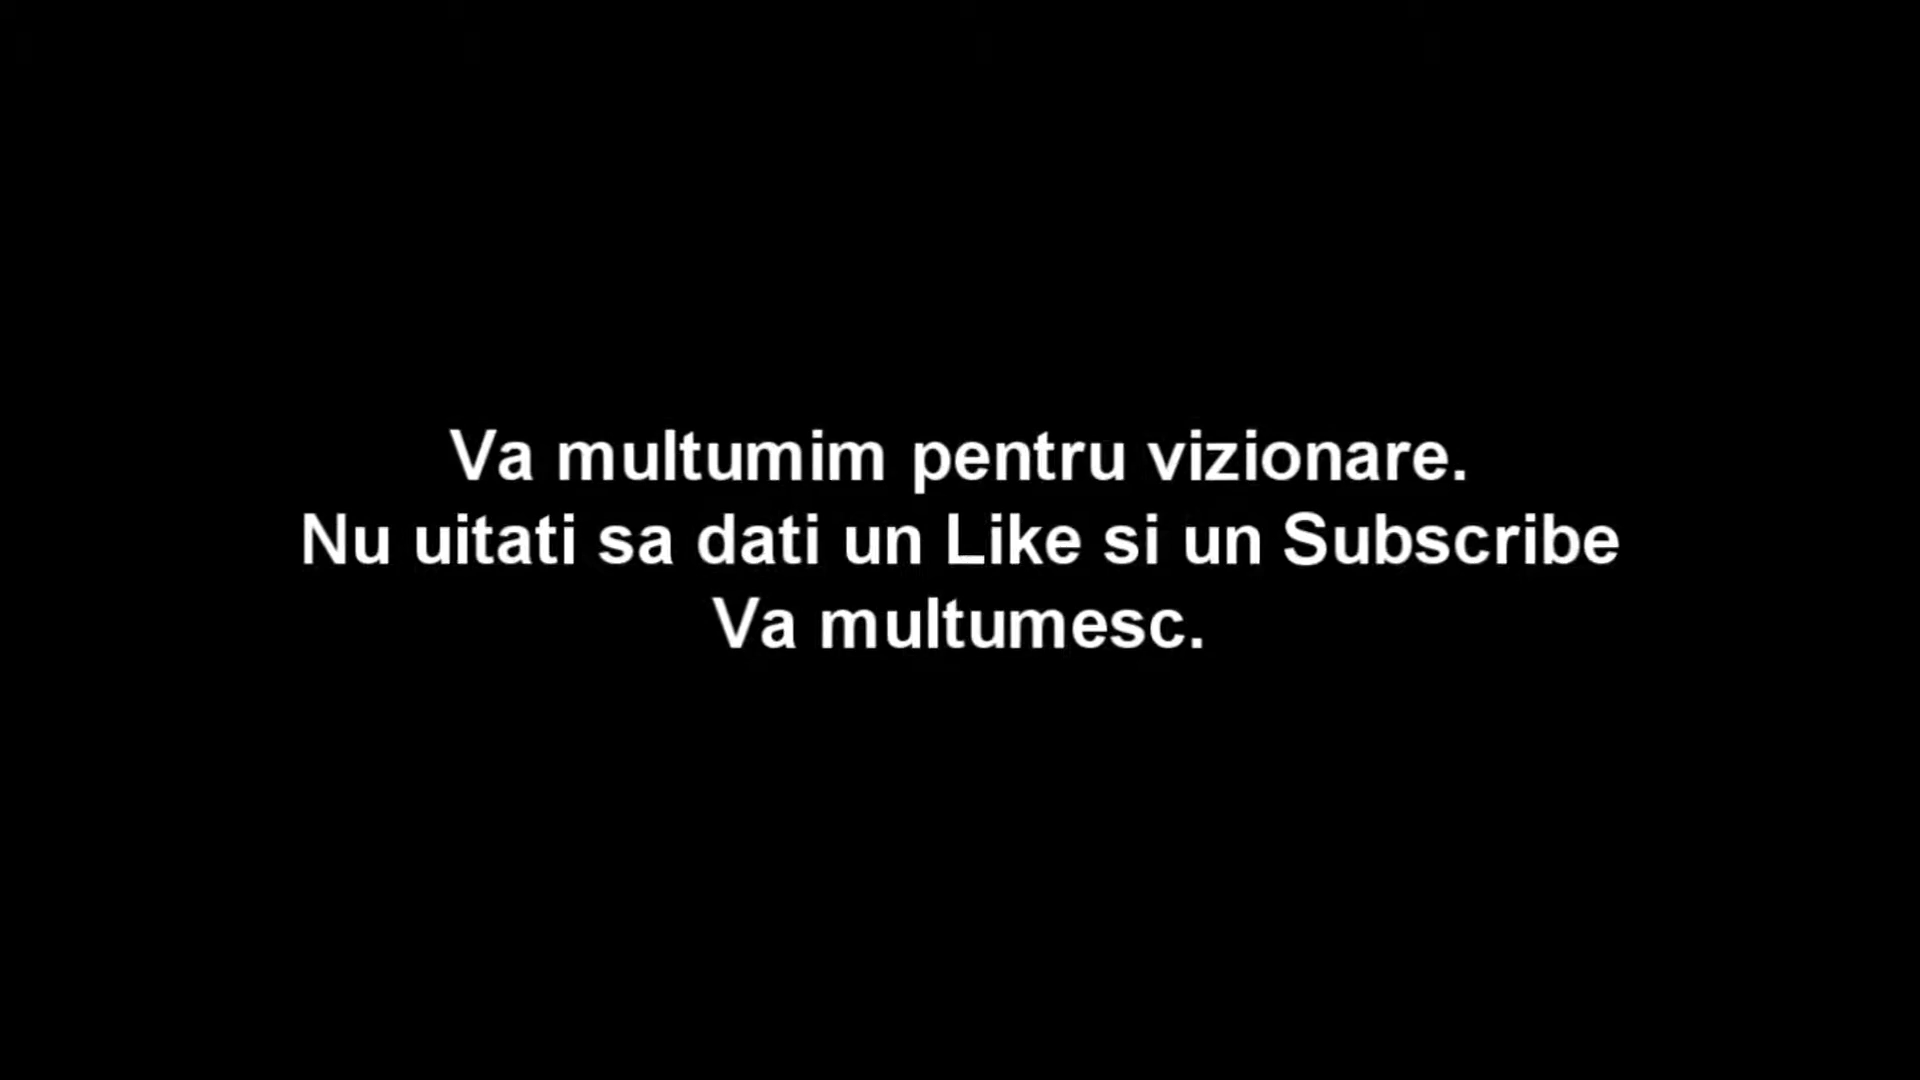 Va multumim pentru vizionare.
Nu uitati sa dati un Like si un Subscribe
Va multumesc.